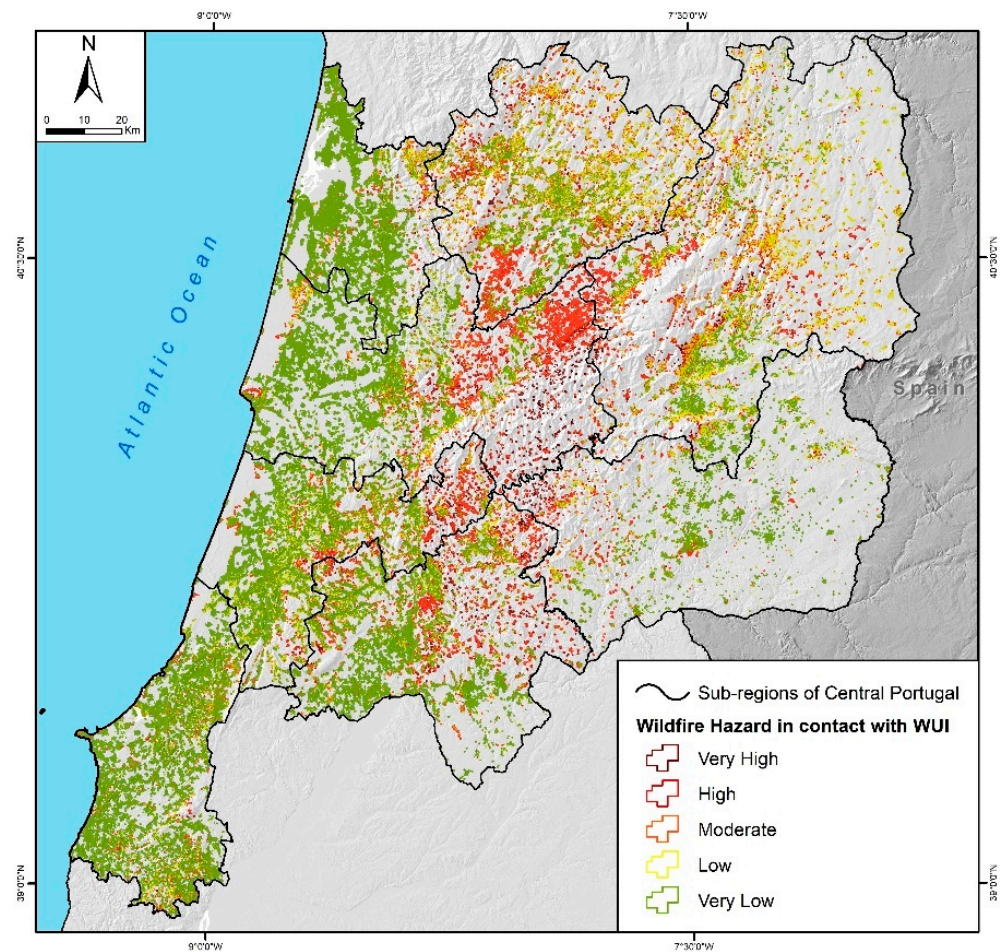 9°0'0"W
7°30'0"W
N
0 10 20
Km
40°30'0"N
40°30'0"N
Atlantic Ocean
Spain
Sub-regions of Central Portugal
Wildfire Hazard in contact with WUI
Very High
High
Moderate
Low
Very Low
39°0'0"N
39°0'0"N
9°0'0"W
7°30'0"W